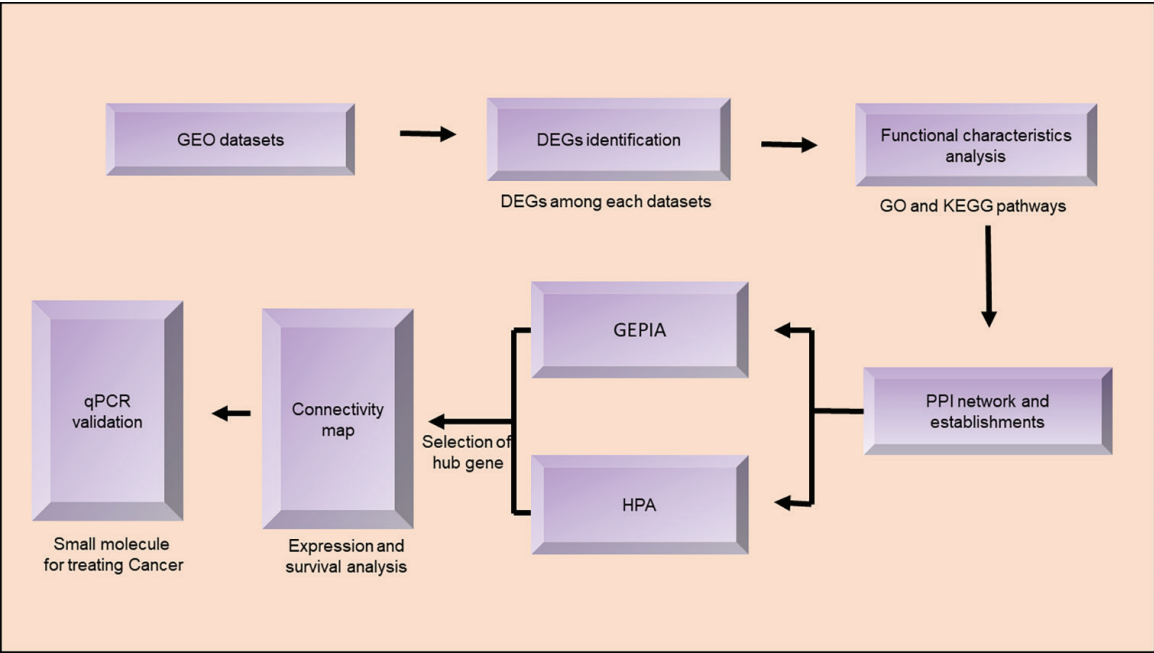 GEO datasets
DEGs identification
DEGs among each datasets
Functional characteristics
analysis
GO and KEGG pathways
PPI network and
establishments
GEPIA
HPA
Selection of
hub gene
Connectivity
map
Expression and
survival analysis
qPCR
validation
Small molecule
for treating Cancer